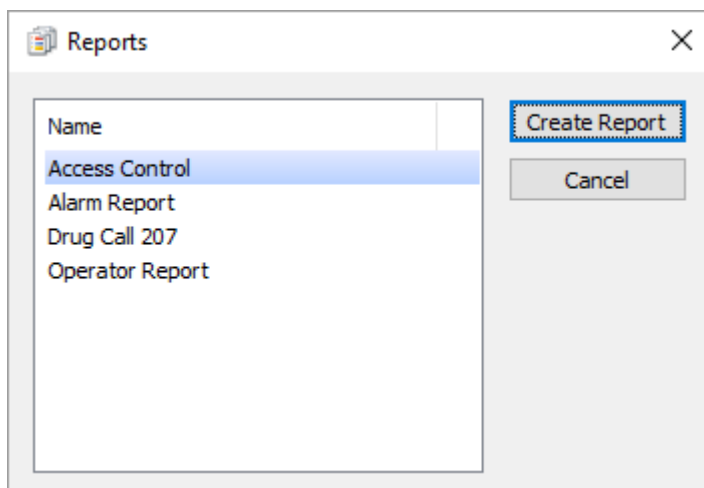 Reports
Name
Access Control
Alarm Report
Drug Call 207
Operator Report
Create Report
Cancel